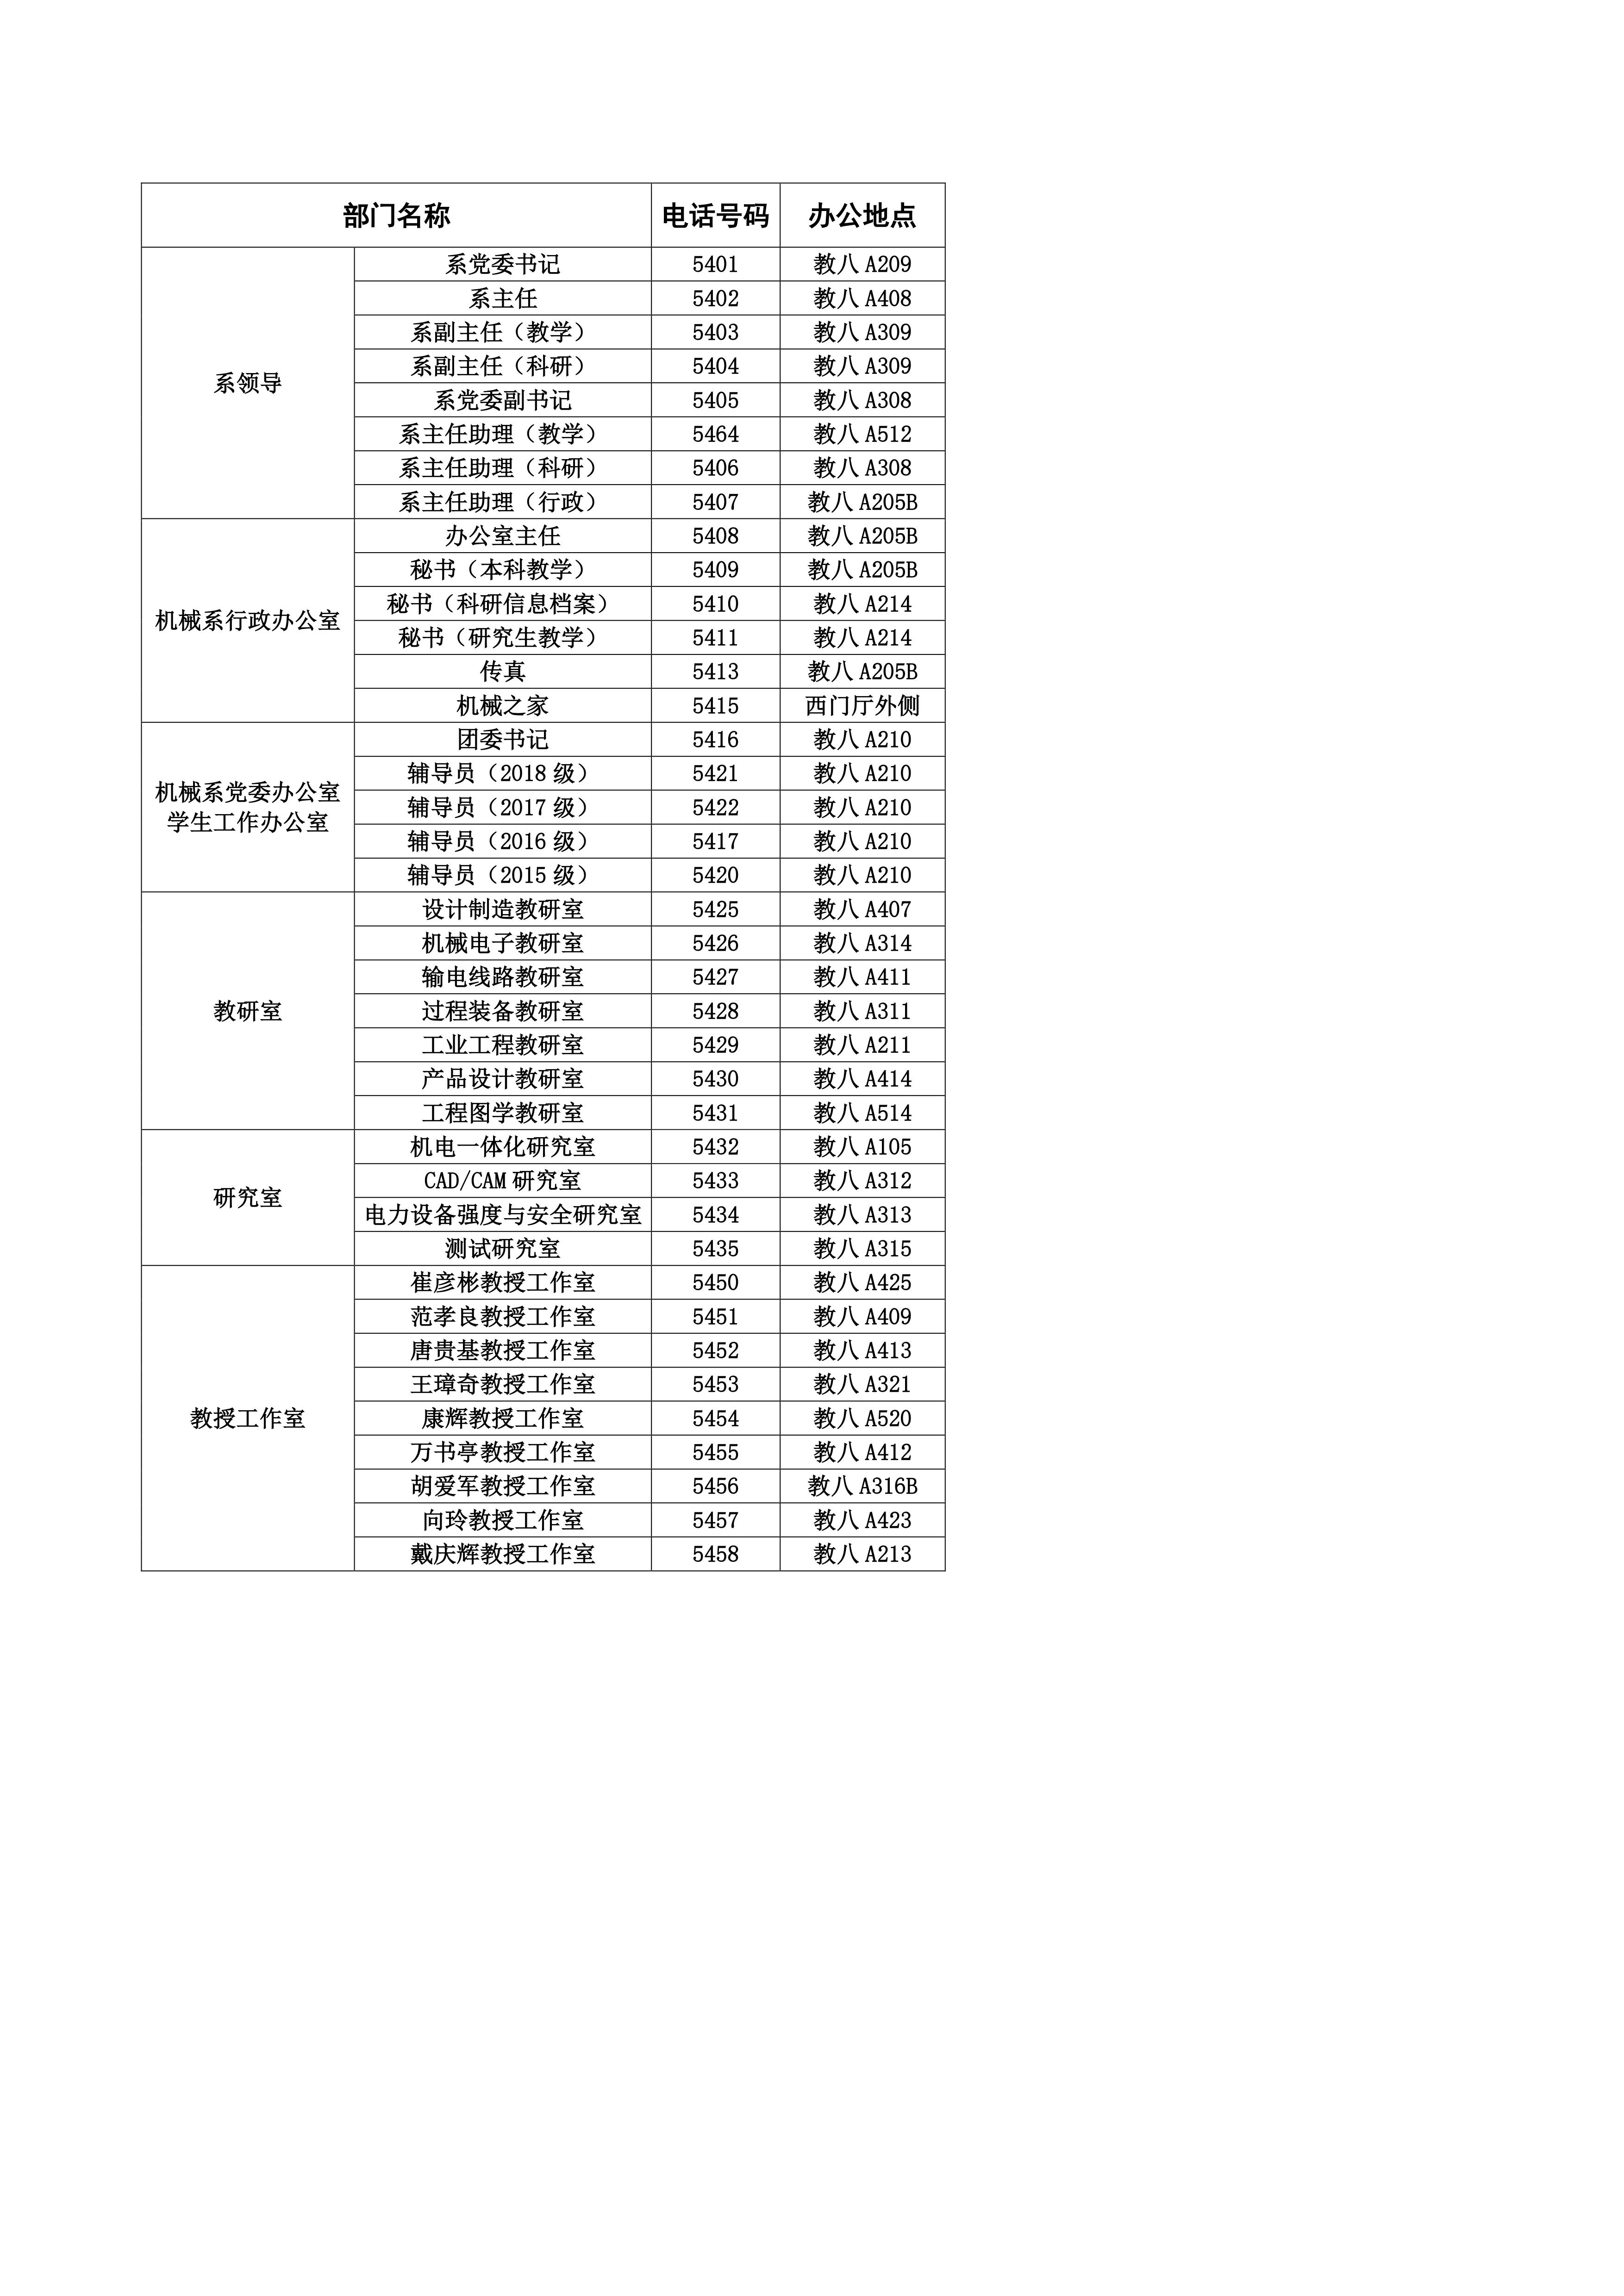 部门名称 电话号码 办公地点
系领导
系党委书记 5401 教八 A209
系主任 5402 教八 A408
系副主任（教学） 5403 教八 A309
系副主任（科研） 5404 教八 A309
系党委副书记 5405 教八 A308
系主任助理（教学） 5464 教八 A512
系主任助理（科研） 5406 教八 A308
系主任助理（行政） 5407 教八 A205B
机械系行政办公室
办公室主任 5408 教八 A205B
秘书（本科教学） 5409 教八 A205B
秘书（科研信息档案） 5410 教八 A214
秘书（研究生教学） 5411 教八 A214
传真 5413 教八 A205B
机械之家 5415 西门厅外侧
机械系党委办公室
学生工作办公室
团委书记 5416 教八 A210
辅导员（2018 级） 5421 教八 A210
辅导员（2017 级） 5422 教八 A210
辅导员（2016 级） 5417 教八 A210
辅导员（2015 级） 5420 教八 A210
教研室
设计制造教研室 5425 教八 A407
机械电子教研室 5426 教八 A314
输电线路教研室 5427 教八 A411
过程装备教研室 5428 教八 A311
工业工程教研室 5429 教八 A211
产品设计教研室 5430 教八 A414
工程图学教研室 5431 教八 A514
研究室
机电一体化研究室 5432 教八 A105
CAD/CAM 研究室 5433 教八 A312
电力设备强度与安全研究室 5434 教八 A313
测试研究室 5435 教八 A315
教授工作室
崔彦彬教授工作室 5450 教八 A425
范孝良教授工作室 5451 教八 A409
唐贵基教授工作室 5452 教八 A413
王璋奇教授工作室 5453 教八 A321
康辉教授工作室 5454 教八 A520
万书亭教授工作室 5455 教八 A412
胡爱军教授工作室 5456 教八 A316B
向玲教授工作室 5457 教八 A423
戴庆辉教授工作室 5458 教八 A213